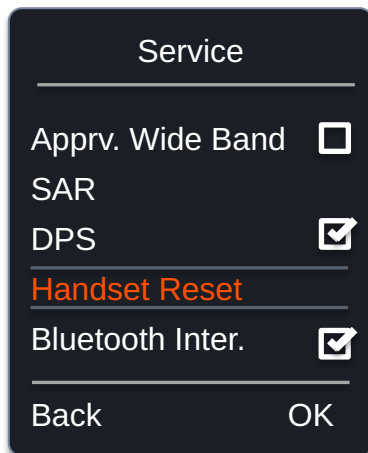 Service
Apprv. Wide Band
SAR
DPS
Handset Reset
Bluetooth Inter.
Back OK